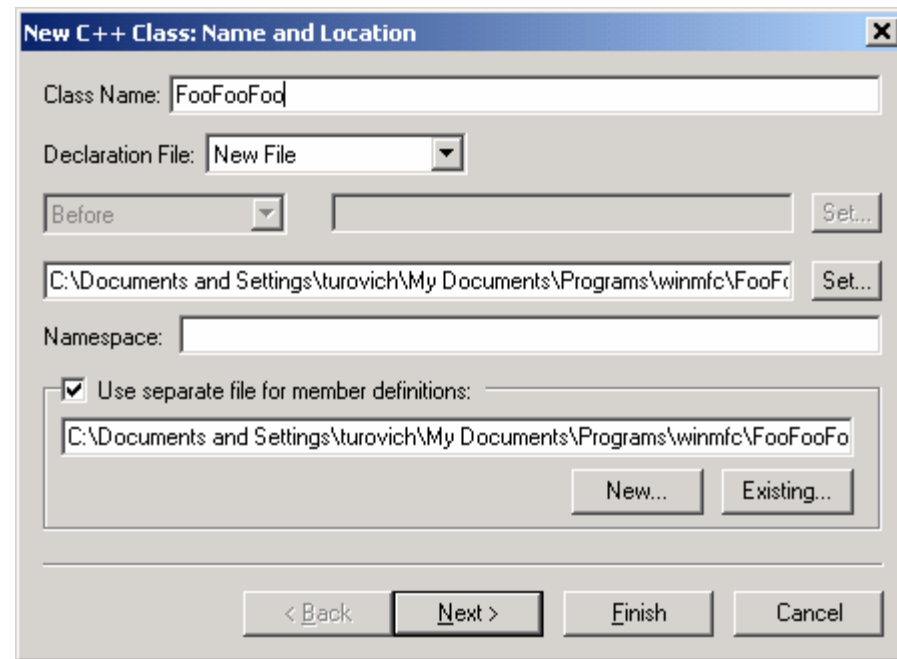 New C++ Class: Name and Location
Class Name: FooFooFoo
Declaration File: New File
Before Set...
C:\Documents and Settings\turovich\My Documents\Programs\winmfc\FooFo Set...
Namespace:
Use separate file for member definitions:
C:\Documents and Settings\turovich\My Documents\Programs\winmfc\FooFooFo
New... Existing...
< Back Next > Finish Cancel